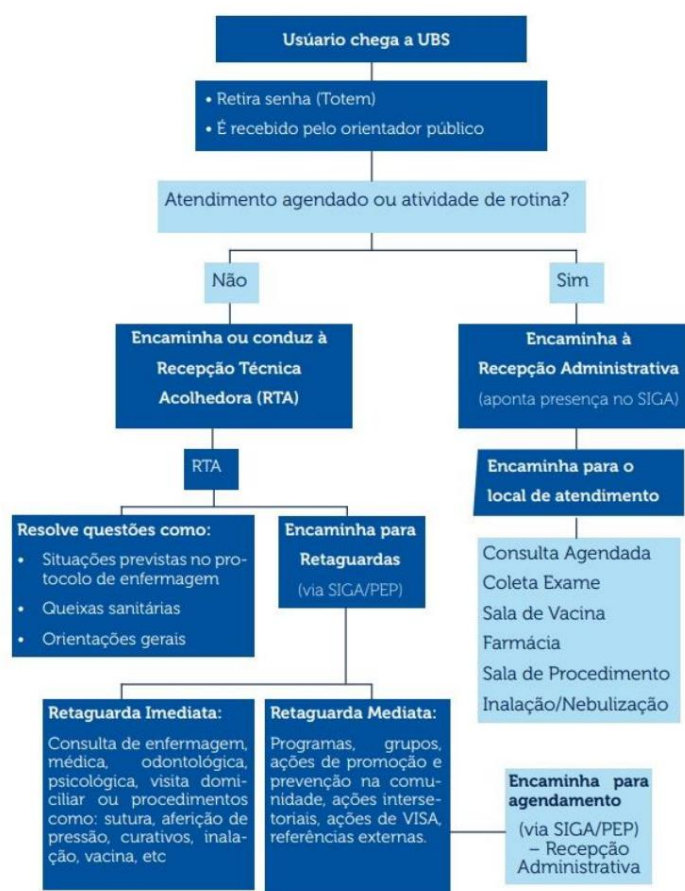 Usúario chega a UBS
• Retira senha (Totem)
• É recebido pelo orientador público
Atendimento agendado ou atividade de rotina?
Não
Sim
Encaminha ou conduz à
Recepção Técnica
Acolhedora (RTA)
Encaminha à
Recepção Administrativa
(aponta presença no SIGA)
RTA
Encaminha para o
local de atendimento
Resolve questões como:
• Situações previstas no pro-
tocolo de enfermagem
• Queixas sanitárias
• Orientações gerais
Encaminha para
Retaguardas
(via SIGA/PEP)
Consulta Agendada
Coleta Exame
Sala de Vacina
Farmácia
Sala de Procedimento
Inalação/Nebulização
Retaguarda Imediata:
Consulta de enfermagem,
médica, odontológica,
psicológica, visita domi-
ciliar ou procedimentos
como: sutura, aferição de
pressão, curativos, inala-
ção, vacina, etc
Retaguarda Mediata:
Programas, grupos,
ações de promoção e
prevenção na comu-
nidade, ações interse-
toriais, ações de VISA,
referências externas.
Encaminha para
agendamento
(via SIGA/PEP)
– Recepção
Administrativa